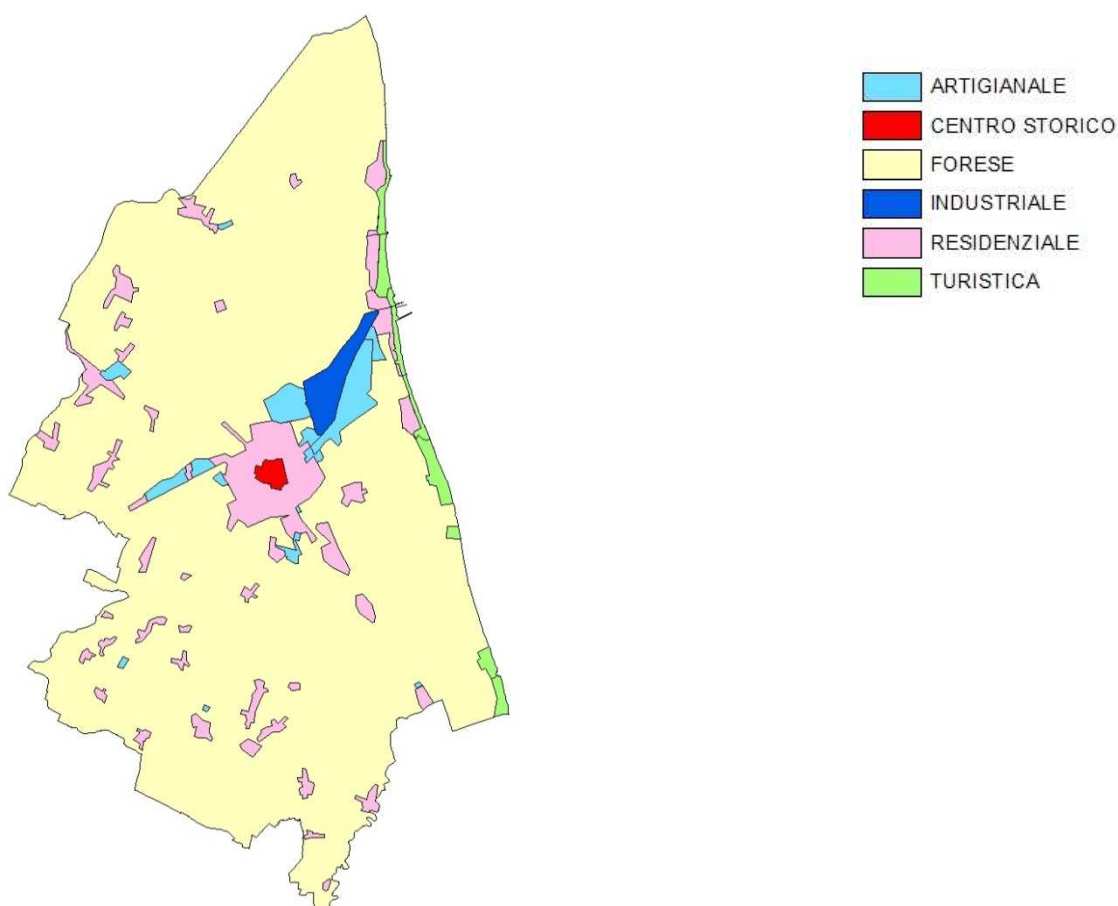 ARTIGIANALE
CENTRO STORICO
FORESE
INDUSTRIALE
RESIDENZIALE
TURISTICA